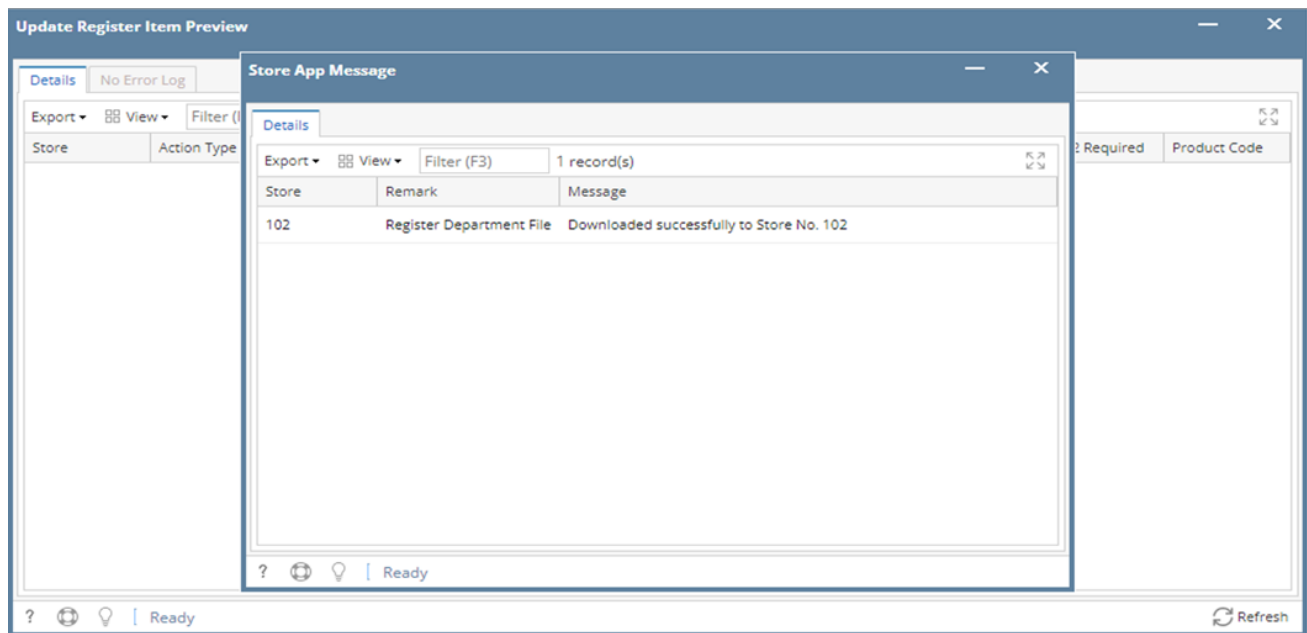 Update Register Item Preview
Details No Error Log
Export View Filter (
Store Action Type 2 Required Product Code
Store App Message
Details
Export View Filter (F3) 1 record(s)
Store Remark Message
102 Register Department File Downloaded successfully to Store No. 102
? Ready
? Ready Refresh